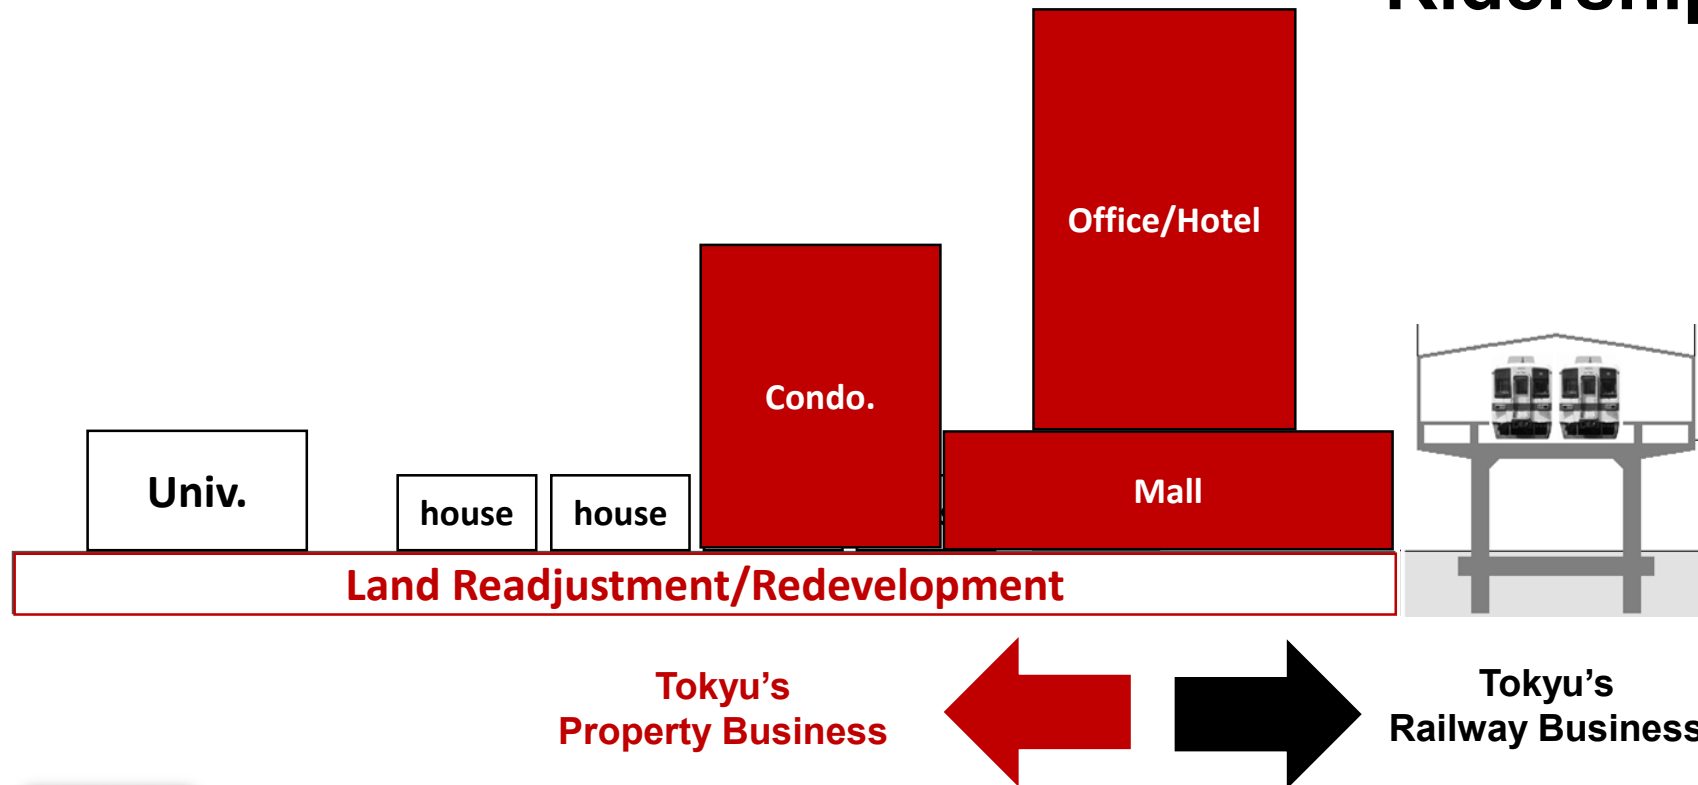 Office/Hotel
Condo.
Univ.
house
house
Mall
Land Readjustment/Redevelopment
Tokyu’s
Property Business
Tokyu’s
Railway Business